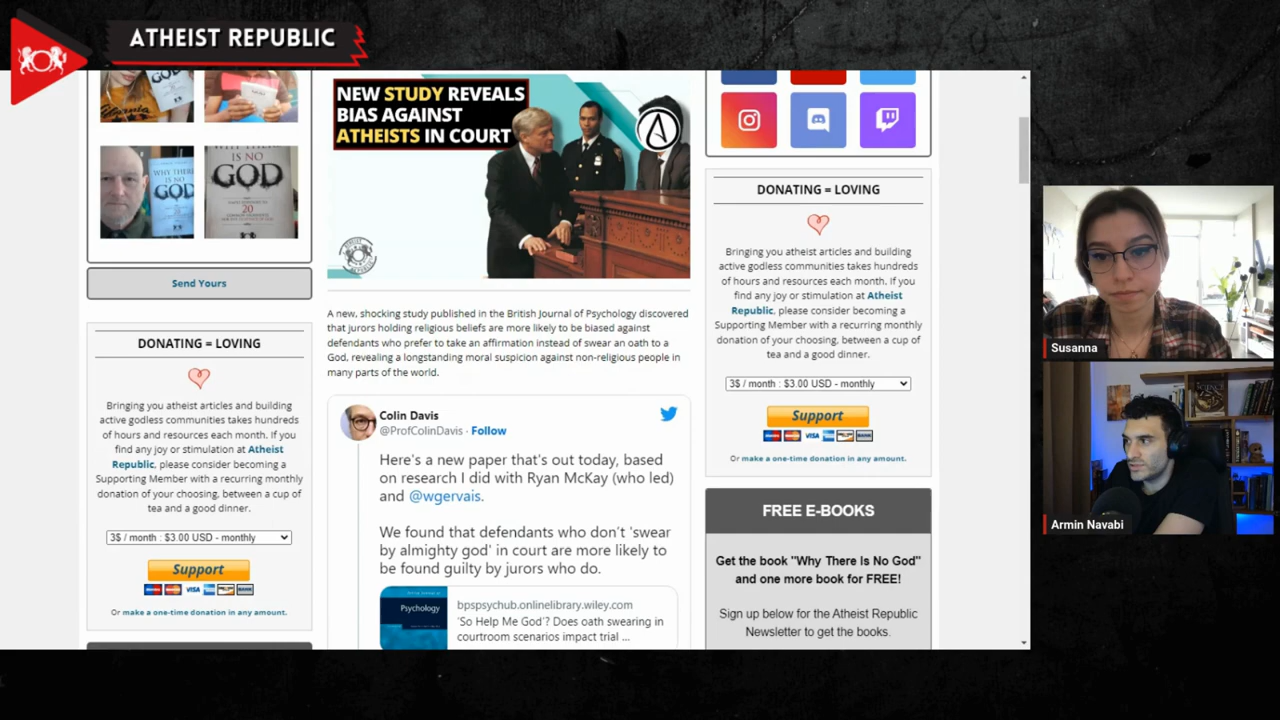 ATHEIST REPUBLIC
GOD
WHY THERE
IS NO
GOD
WHY THERE
IS NO
GOD
20
Send Yours
DONATING = LOVING
Bringing you atheist articles and building
active godless communities takes hundreds
of hours and resources each month. If you
find any joy or stimulation at Atheist
Republic, please consider becoming a
Supporting Member with a recurring monthly
donation of your choosing, between a cup of
tea and a good dinner.
3$ / month : $3.00 USD - monthly
Support
VISA
Or make a one-time donation in any amount.
NEW STUDY REVEALS
BIAS AGAINST
ATHEISTS IN COURT
A new, shocking study published in the British Journal of Psychology discovered
that jurors holding religious beliefs are more likely to be biased against
defendants who prefer to take an affirmation instead of swear an oath to a
God, revealing a longstanding moral suspicion against non-religious people in
many parts of the world.
Colin Davis
@ProfColinDavis · Follow
Here's a new paper that's out today, based
on research I did with Ryan McKay (who led)
and @wgervais.
We found that defendants who don't 'swear
by almighty god' in court are more likely to
be found guilty by jurors who do.
Psychology
bpspsychub.onlinelibrary.wiley.com
'So Help Me God'? Does oath swearing in
courtroom scenarios impact trial ...
DONATING = LOVING
Bringing you atheist articles and building
active godless communities takes hundreds
of hours and resources each month. If you
find any joy or stimulation at Atheist
Republic, please consider becoming a
Supporting Member with a recurring monthly
donation of your choosing, between a cup of
tea and a good dinner.
3$ / month : $3.00 USD - monthly
Support
VISA
Or make a one-time donation in any amount.
FREE E-BOOKS
Get the book "Why There Is No God"
and one more book for FREE!
Sign up below for the Atheist Republic
Newsletter to get the books.
Susanna
Armin Navabi